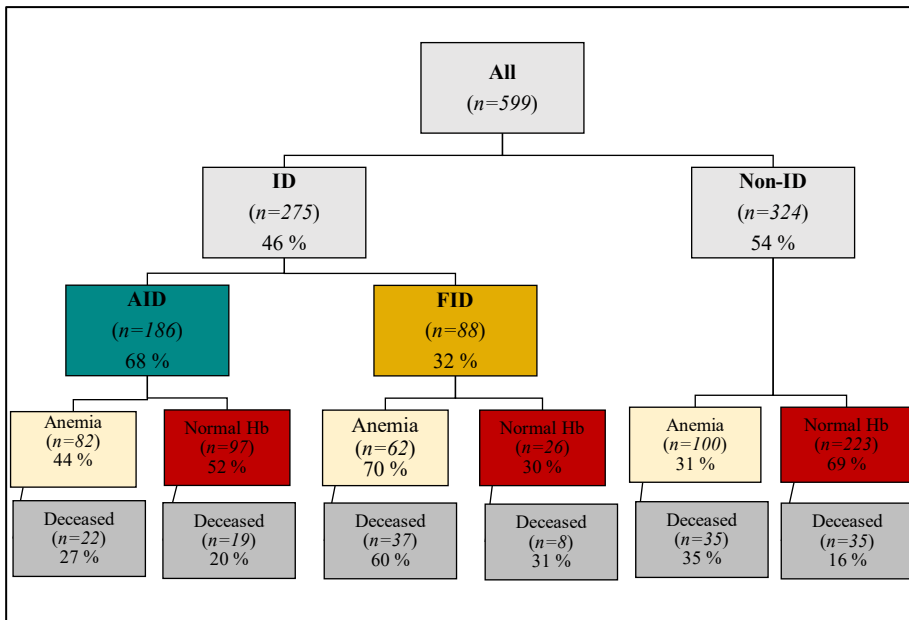 All
(n=599)
ID
(n=275)
46 %
Non-ID
(n=324)
54 %
AID
(n=186)
68 %
FID
(n=88)
32 %
Anemia
(n=82)
44 %
Normal Hb
(n=97)
52 %
Anemia
(n=62)
70 %
Normal Hb
(n=26)
30 %
Anemia
(n=100)
31 %
Normal Hb
(n=223)
69 %
Deceased
(n=22)
27 %
Deceased
(n=19)
20 %
Deceased
(n=37)
60 %
Deceased
(n=8)
31 %
Deceased
(n=35)
35 %
Deceased
(n=35)
16 %